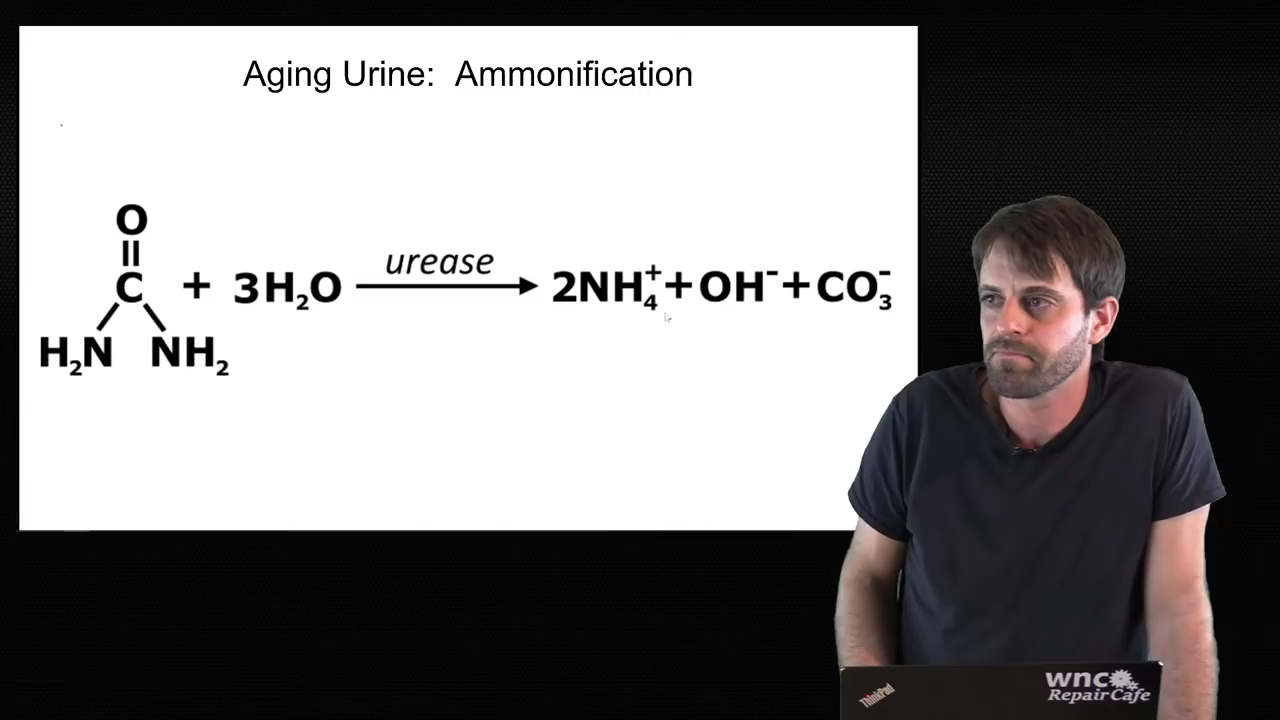 Aging Urine: Ammonification
O
||
C + 3H₂O urease 2NH₄⁺+OH⁻+CO₃⁻
H₂N NH₂
ThinkPad
wnc
Repair Cafe